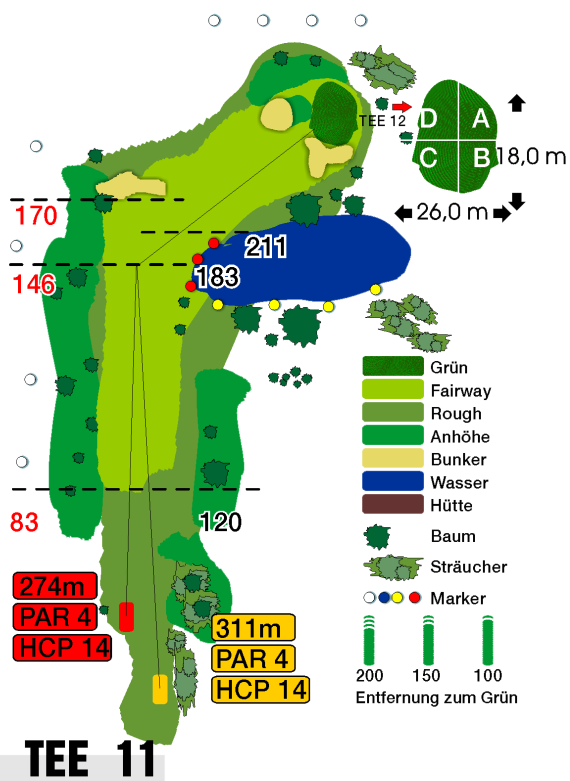 TEE 12
D A
C B
18,0 m
26,0 m
170
211
146
183
Grün
Fairway
Rough
Anhöhe
Bunker
Wasser
Hütte
Baum
Sträucher
Marker
83
120
274m
PAR 4
HCP 14
311m
PAR 4
HCP 14
200 150 100
Entfernung zum Grün
TEE 11